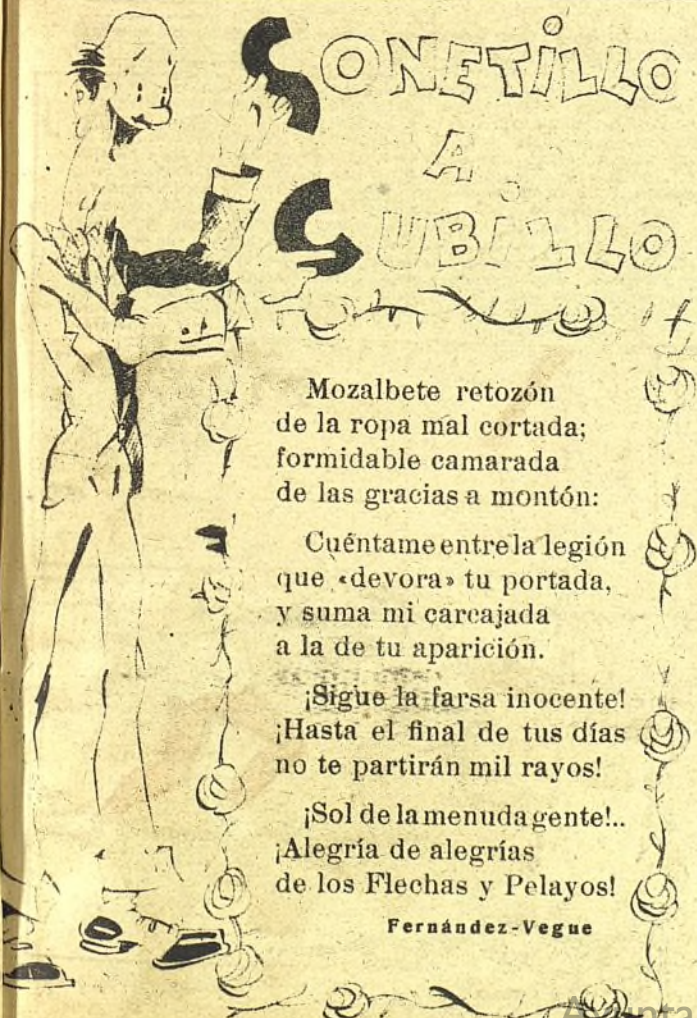 SONETILLO
A
CUBILLO
Mozalbete retozón
de la ropa mal cortada;
formidable camarada
de las gracias a montón:
Cuéntame entre la legión
que «devora» tu portada,
y suma mi carcajada
a la de tu aparición.
¡Sigue la farsa inocente!
¡Hasta el final de tus días
no te partirán mil rayos!
¡Sol de la menuda gente!..
¡Alegría de alegrías
de los Flechas y Pelayos!
Fernández-Vegue